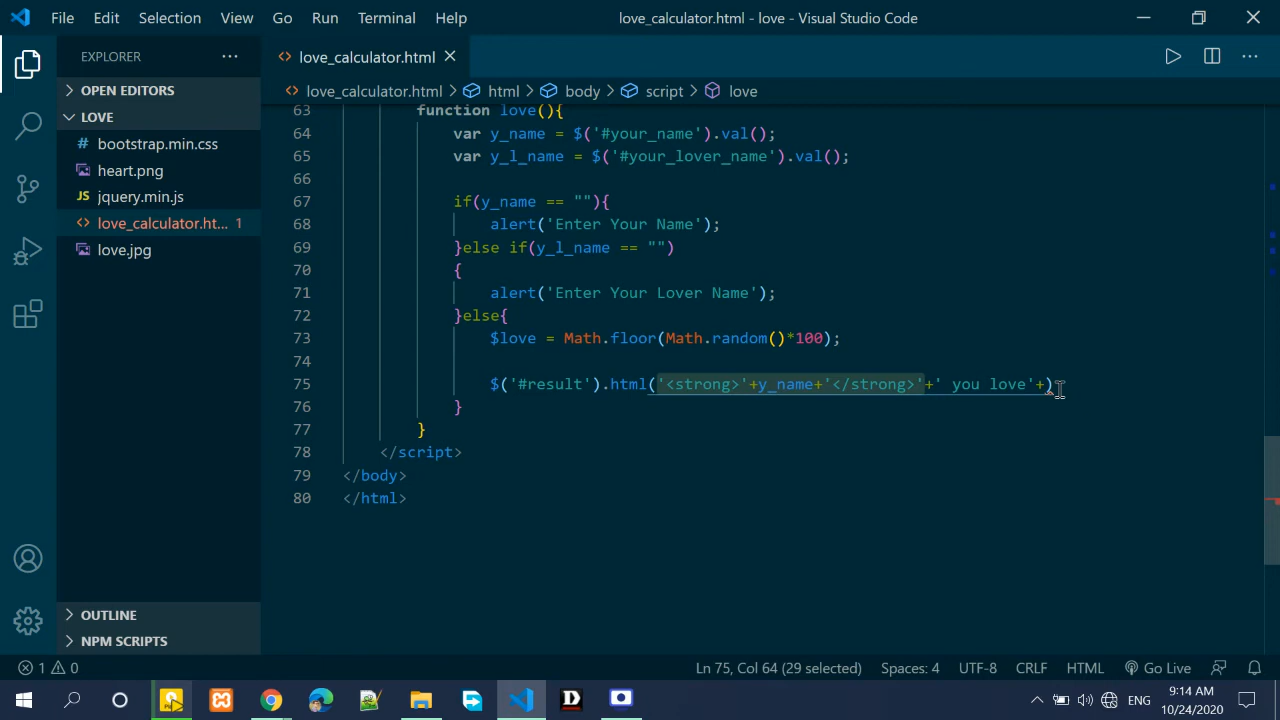 File Edit Selection View Go Run Terminal Help love_calculator.html - love - Visual Studio Code
EXPLORER
OPEN EDITORS
LOVE
bootstrap.min.css
heart.png
JS jquery.min.js
love_calculator.ht... 1
love.jpg
OUTLINE
NPM SCRIPTS
love_calculator.html
love_calculator.html > html > body > script > love
63 function love(){
64 var y_name = $('#your_name').val();
65 var y_l_name = $('#your_lover_name').val();
66
67 if(y_name == ""){
68 alert('Enter Your Name');
69 }else if(y_l_name == "")
70 {
71 alert('Enter Your Lover Name');
72 }else{
73 $love = Math.floor(Math.random()*100);
74
75 $('#result').html('<strong>'+y_name+'</strong>'+' you love'+)
76 }
77 }
78 </script>
79 </body>
80 </html>
1 0 Ln 75, Col 64 (29 selected) Spaces: 4 UTF-8 CRLF HTML Go Live
ENG 9:14 AM
10/24/2020